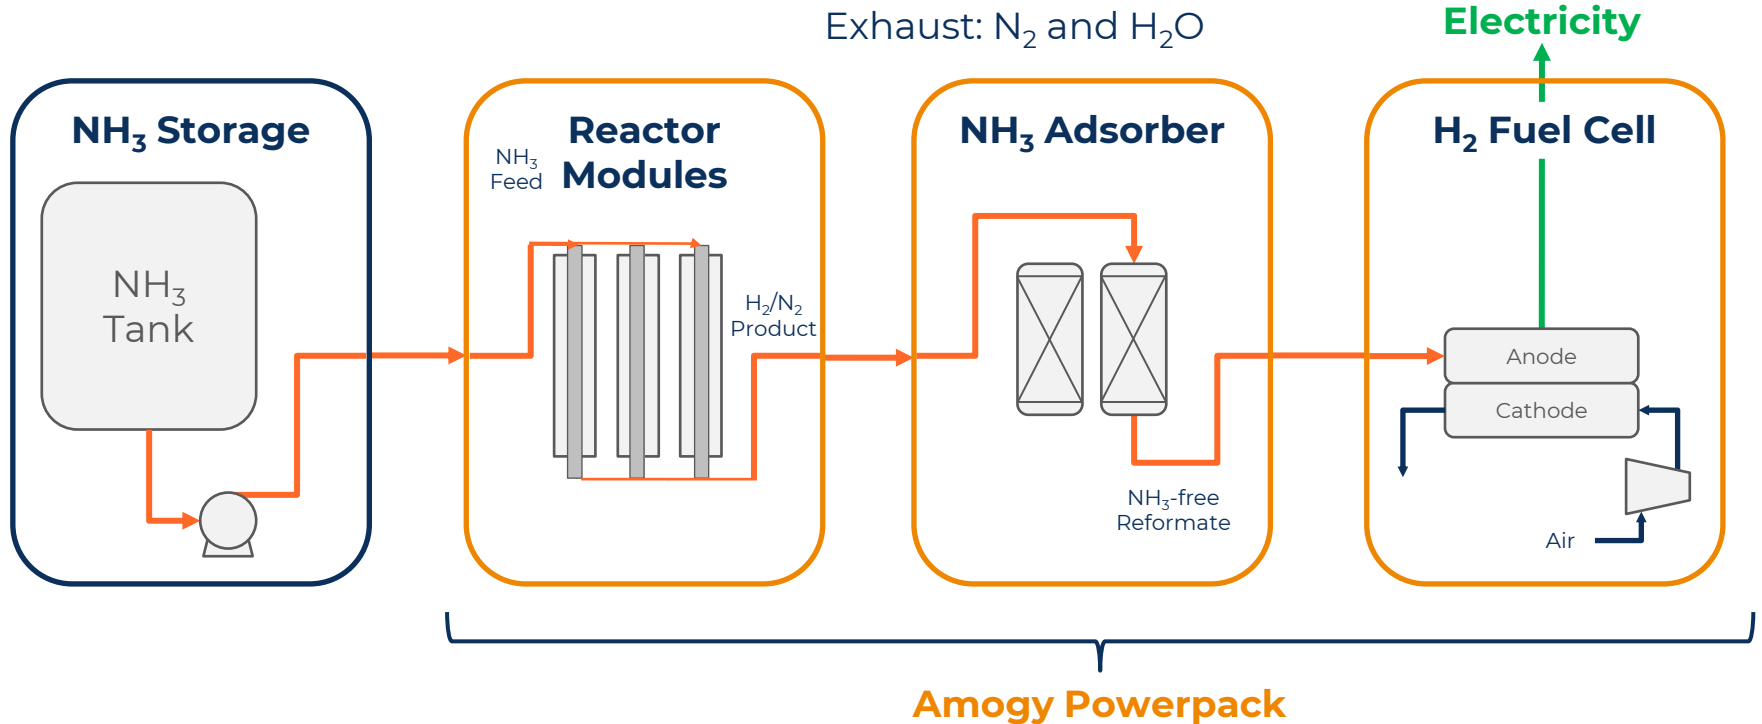 Exhaust: N₂ and H₂O
Electricity
NH₃ Storage
NH₃
Tank
Reactor
Modules
NH₃
Feed
H₂/N₂
Product
NH₃ Adsorber
NH₃-free
Reformate
H₂ Fuel Cell
Anode
Cathode
Air
Amogy Powerpack